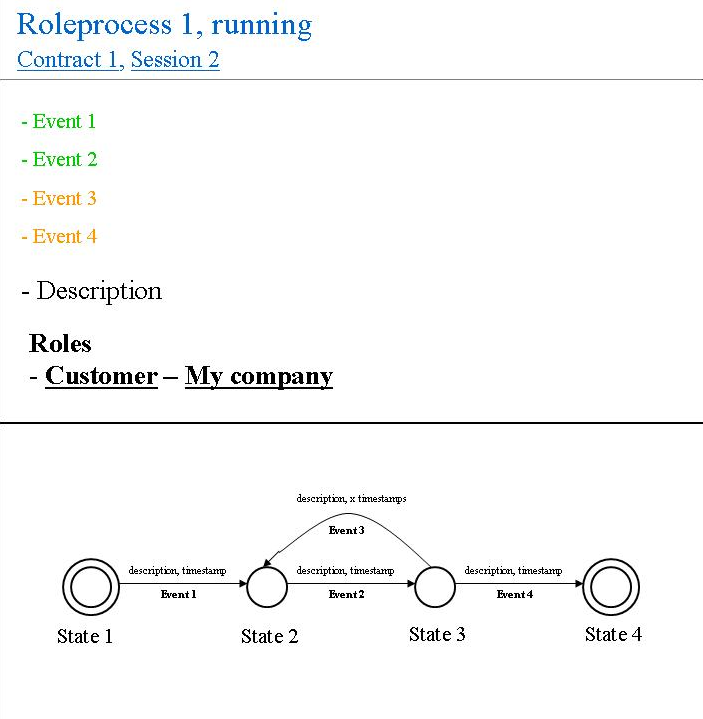 Roleprocess 1, running
Contract 1, Session 2
- Event 1
- Event 2
- Event 3
- Event 4
- Description
Roles
- Customer – My company
description, x timestamps
Event 3
description, timestamp
description, timestamp
description, timestamp
Event 1
Event 2
Event 4
State 1
State 2
State 3
State 4